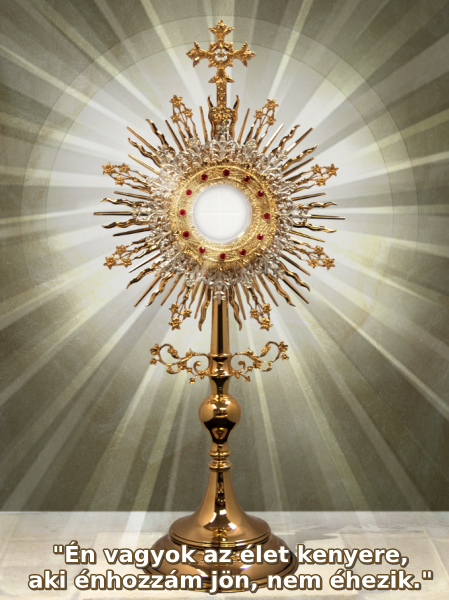 "Én vagyok az élet kenyere,
aki énhozzám jön, nem éhezik."